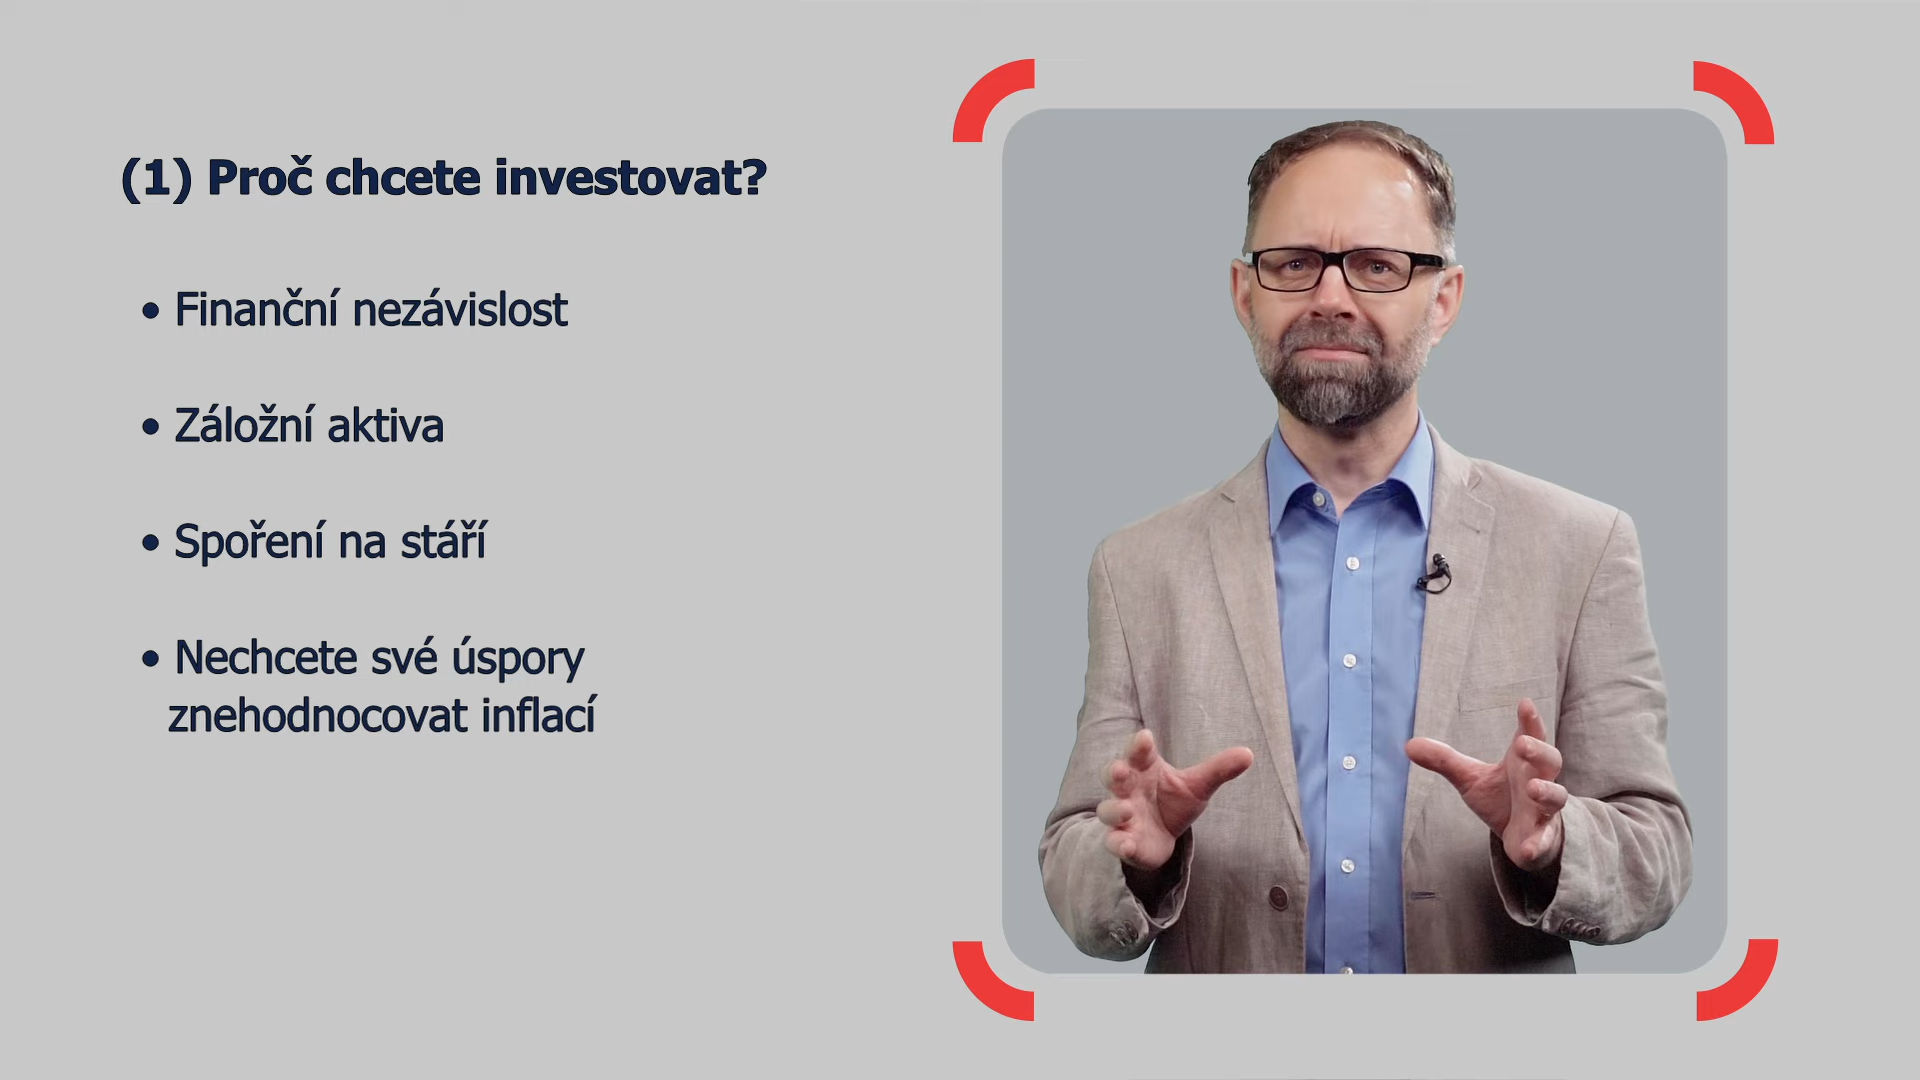 (1) Proč chcete investovat?
• Finanční nezávislost
• Záložní aktiva
• Spoření na stáří
• Nechcete své úspory
znehodnocovat inflací